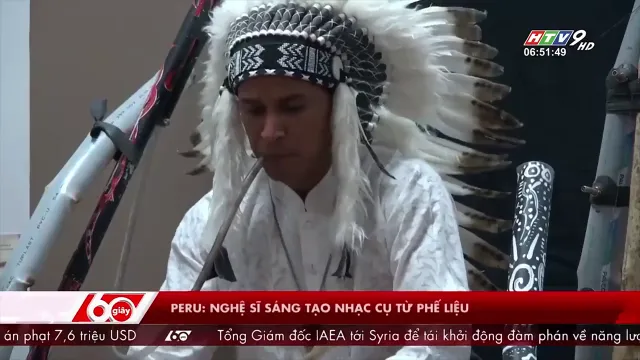 HTV9 HD
06:51:49
60 giây
PERU: NGHỆ SĨ SÁNG TẠO NHẠC CỤ TỪ PHẾ LIỆU
án phạt 7,6 triệu USD 60 giây Tổng Giám đốc IAEA tới Syria để tái khởi động đàm phán về năng lư